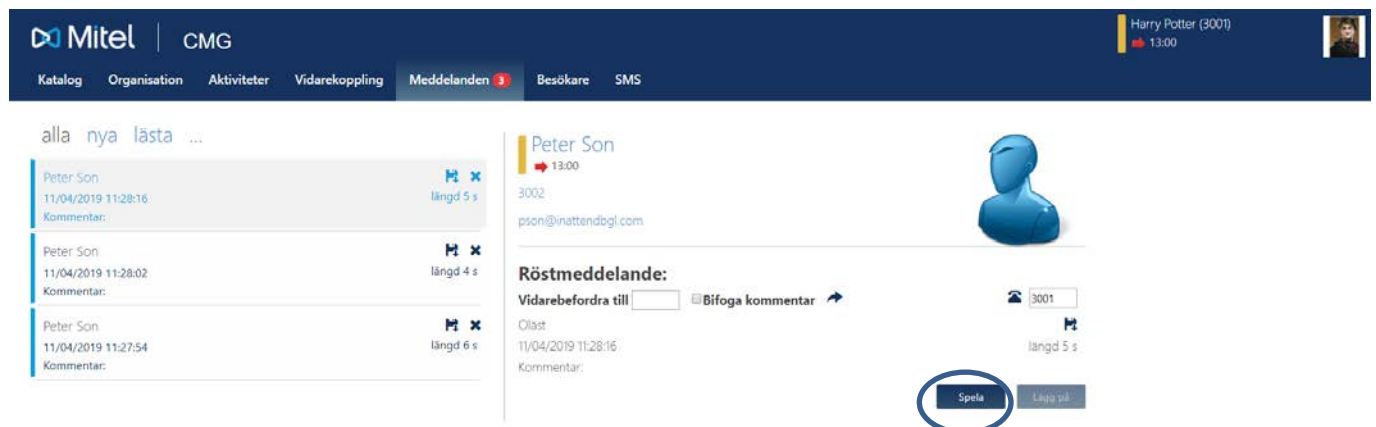 Mitel | CMG
Harry Potter (3001)
13:00
Katalog Organisation Aktiviteter Vidarekoppling Meddelanden 3 Besökare SMS
alla nya lästa ...
Peter Son
11/04/2019 11:28:16 längd 5 s
Kommentar:
Peter Son
11/04/2019 11:28:02 längd 4 s
Kommentar:
Peter Son
11/04/2019 11:27:54 längd 6 s
Kommentar:
Peter Son
13:00
3002
pson@inattendbgl.com
Röstmeddelande:
Vidarebefordra till Bifoga kommentar 3001
Oläst
11/04/2019 11:28:16 längd 5 s
Kommentar:
Spela Lägg på